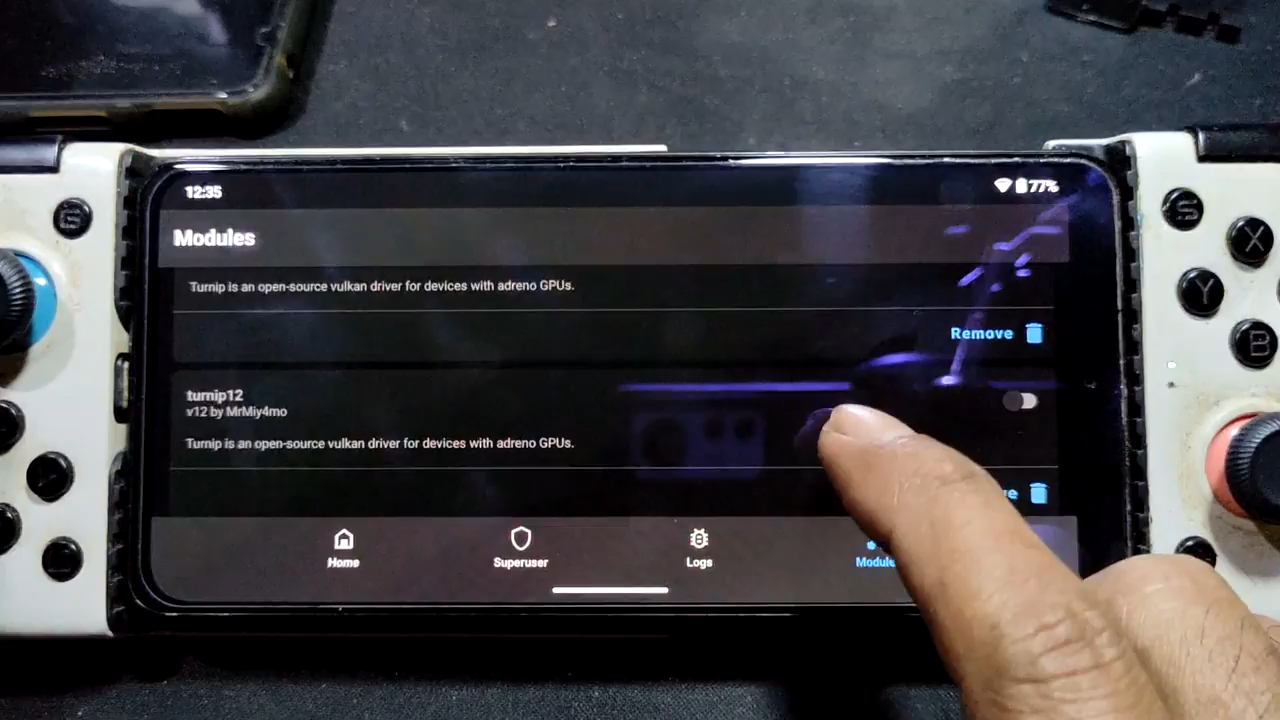 12:35
77%
Modules
Turnip is an open-source vulkan driver for devices with adreno GPUs.
Remove
turnip12
v12 by MrMiy4mo
Turnip is an open-source vulkan driver for devices with adreno GPUs.
Home
Superuser
Logs
S
X
Y
B